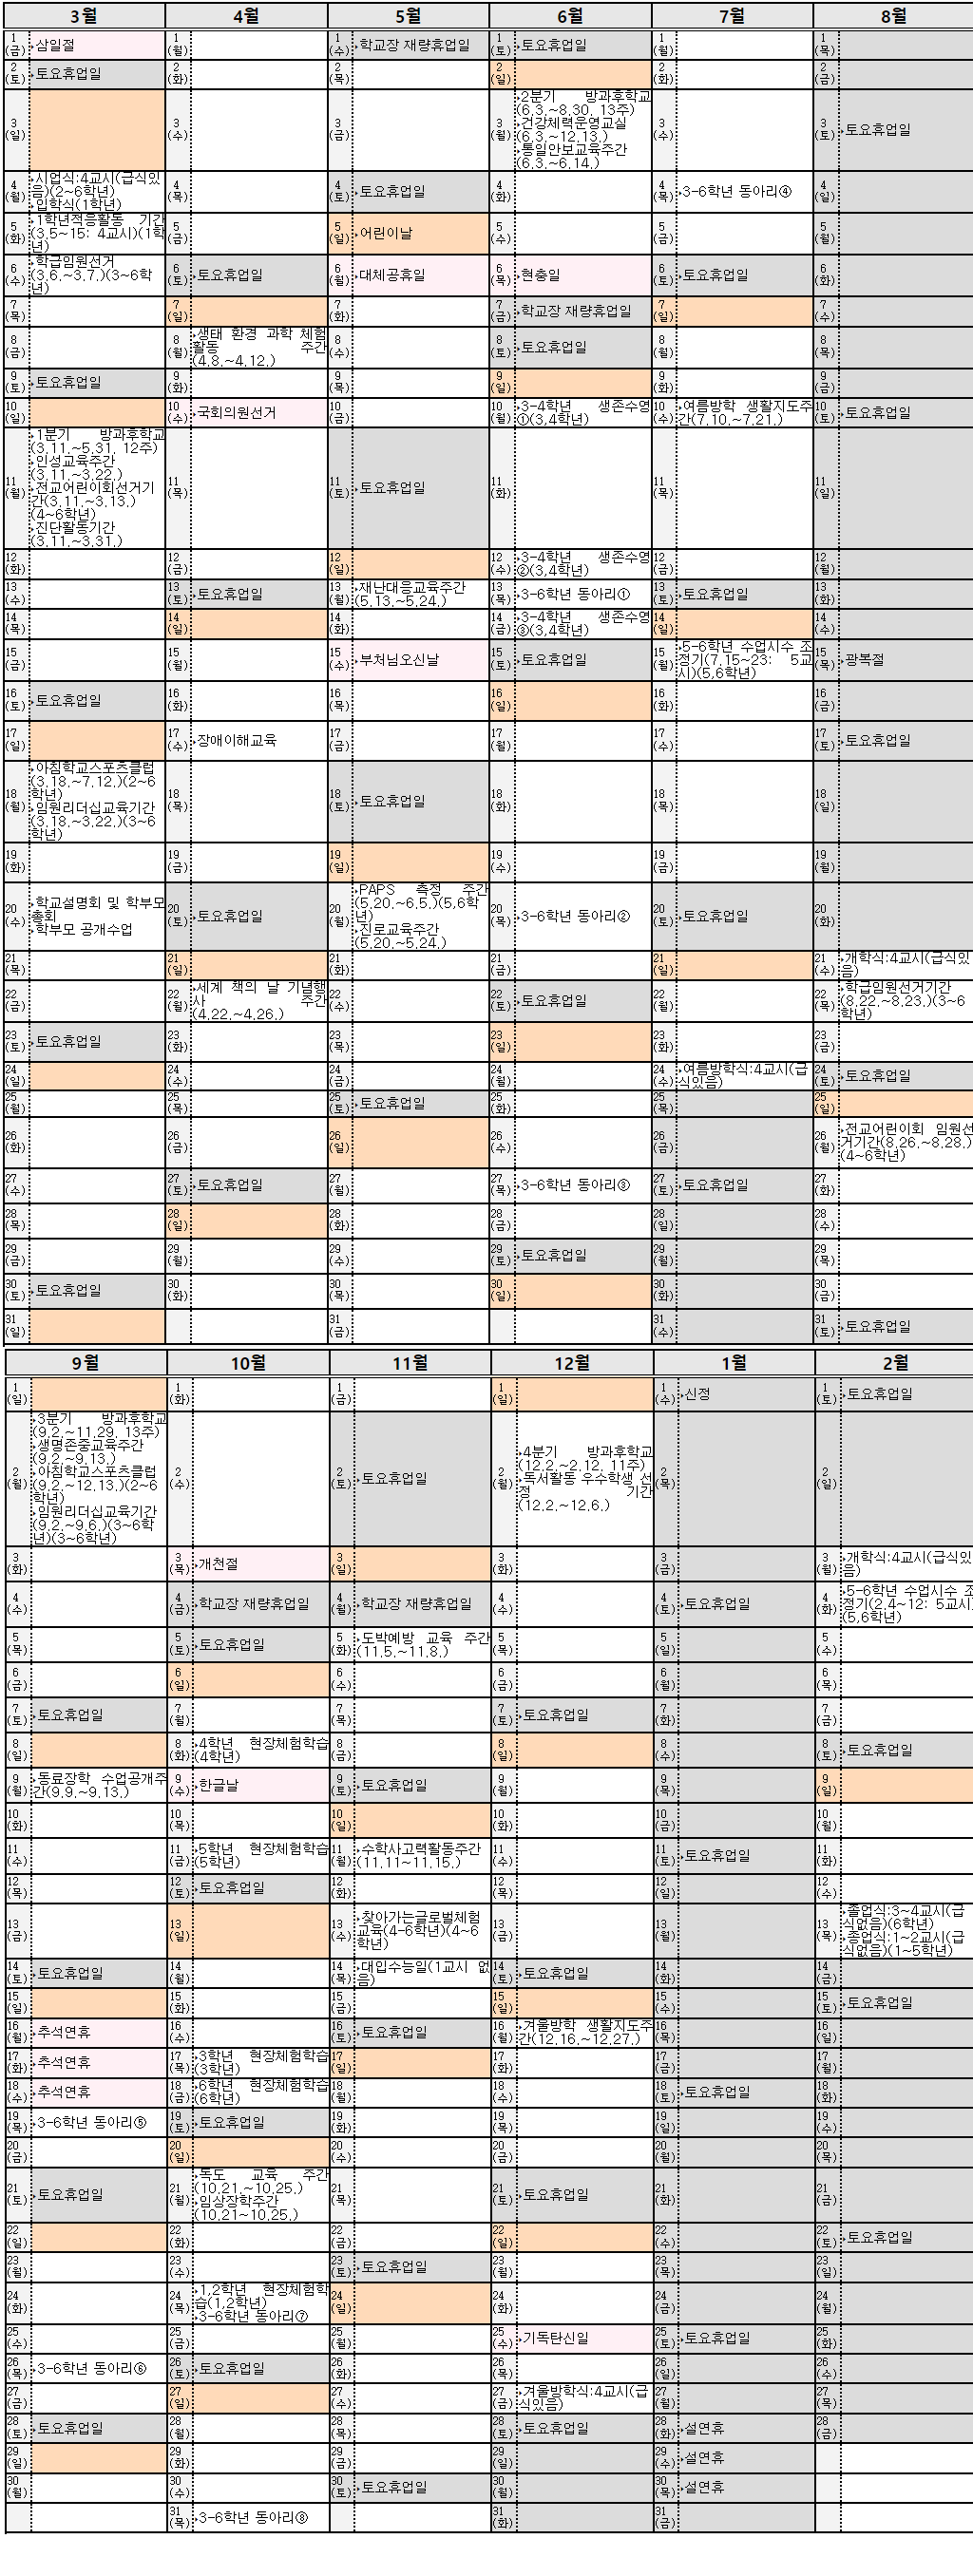 3월
1 (금) 삼일절
2 (토) 토요휴업일
3 (일)
4 (월) 시업식:4교시(급식있
음)(2~6학년)
입학식(1학년)
5 (화) 1학년적응활동 기간
(3.5~15: 4교시)(1학
년)
6 (수) 학급임원선거
(3.6.~3.7.)(3~6학
년)
7 (목)
8 (금)
9 (토) 토요휴업일
10 (일)
11 (월) 1분기 방과후학교
(3.11.~5.31. 12주)
인성교육주간
(3.11.~3.22.)
전교어린이회선거기
간(3.11.~3.13.)
(4~6학년)
진단활동기간
(3.11.~3.31.)
12 (화)
13 (수)
14 (목)
15 (금)
16 (토) 토요휴업일
17 (일)
18 (월) 아침학교스포츠클럽
(3.18.~7.12.)(2~6
학년)
임원리더십교육기간
(3.18.~3.22.)(3~6
학년)
19 (화)
20 (수) 학교설명회 및 학부모
총회
학부모 공개수업
21 (목)
22 (금)
23 (토) 토요휴업일
24 (일)
25 (월)
26 (화)
27 (수)
28 (목)
29 (금)
30 (토) 토요휴업일
31 (일)
4월
1 (월)
2 (화)
3 (수)
4 (목)
5 (금)
6 (토) 토요휴업일
7 (일)
8 (월) 생태 환경 과학 체험
활동 주간
(4.8.~4.12.)
9 (화)
10 (수) 국회의원선거
11 (목)
12 (금)
13 (토) 토요휴업일
14 (일)
15 (월)
16 (화)
17 (수) 장애이해교육
18 (목)
19 (금)
20 (토) 토요휴업일
21 (일)
22 (월) 세계 책의 날 기념행
사 주간
(4.22.~4.26.)
23 (화)
24 (수)
25 (목)
26 (금)
27 (토) 토요휴업일
28 (일)
29 (월)
30 (화)
5월
1 (수) 학교장 재량휴업일
2 (목)
3 (금)
4 (토) 토요휴업일
5 (일) 어린이날
6 (월) 대체공휴일
7 (화)
8 (수)
9 (목)
10 (금)
11 (토) 토요휴업일
12 (일)
13 (월) 재난대응교육주간
(5.13.~5.24.)
14 (화)
15 (수) 부처님오신날
16 (목)
17 (금)
18 (토) 토요휴업일
19 (일)
20 (월) PAPS 측정 주간
(5.20.~6.5.)(5,6학
년)
진로교육주간
(5.20.~5.24.)
21 (화)
22 (수)
23 (목)
24 (금)
25 (토) 토요휴업일
26 (일)
27 (월)
28 (화)
29 (수)
30 (목)
31 (금)
6월
1 (토) 토요휴업일
2 (일)
3 (월) 2분기 방과후학교
(6.3.~8.30. 13주)
건강체력운영교실
(6.3.~12.13.)
통일안보교육주간
(6.3.~6.14.)
4 (화)
5 (수)
6 (목) 현충일
7 (금) 학교장 재량휴업일
8 (토) 토요휴업일
9 (일)
10 (월) 3-4학년 생존수영
①(3,4학년)
11 (화)
12 (수) 3-4학년 생존수영
②(3,4학년)
13 (목) 3-6학년 동아리①
14 (금) 3-4학년 생존수영
③(3,4학년)
15 (토) 토요휴업일
16 (일)
17 (월)
18 (화)
19 (수)
20 (목) 3-6학년 동아리②
21 (금)
22 (토) 토요휴업일
23 (일)
24 (월)
25 (화)
26 (수)
27 (목) 3-6학년 동아리③
28 (금)
29 (토) 토요휴업일
30 (일)
7월
1 (월)
2 (화)
3 (수)
4 (목) 3-6학년 동아리④
5 (금)
6 (토) 토요휴업일
7 (일)
8 (월)
9 (화)
10 (수) 여름방학 생활지도주
간(7.10.~7.21.)
11 (목)
12 (금)
13 (토) 토요휴업일
14 (일)
15 (월) 5-6학년 수업시수 조
정기(7.15~23: 5교
시)(5,6학년)
16 (화)
17 (수)
18 (목)
19 (금)
20 (토) 토요휴업일
21 (일)
22 (월)
23 (화)
24 (수) 여름방학식:4교시(급
식있음)
25 (목)
26 (금)
27 (토) 토요휴업일
28 (일)
29 (월)
30 (화)
31 (수)
8월
1 (목)
2 (금)
3 (토) 토요휴업일
4 (일)
5 (월)
6 (화)
7 (수)
8 (목)
9 (금)
10 (토) 토요휴업일
11 (일)
12 (월)
13 (화)
14 (수)
15 (목) 광복절
16 (금)
17 (토) 토요휴업일
18 (일)
19 (월)
20 (화)
21 (수) 개학식:4교시(급식있
음)
22 (목) 학급임원선거기간
(8.22.~8.23.)(3~6
학년)
23 (금)
24 (토) 토요휴업일
25 (일)
26 (월) 전교어린이회 임원선
거기간(8.26.~8.28.)
(4~6학년)
27 (화)
28 (수)
29 (목)
30 (금)
31 (토) 토요휴업일
9월
1 (일)
2 (월) 3분기 방과후학교
(9.2.~11.29. 13주)
생명존중교육주간
(9.2.~9.13.)
아침학교스포츠클럽
(9.2.~12.13.)(2~6
학년)
임원리더십교육기간
(9.2.~9.6.)(3~6학
년)(3~6학년)
3 (화)
4 (수)
5 (목)
6 (금)
7 (토) 토요휴업일
8 (일)
9 (월) 동료장학 수업공개주
간(9.9.~9.13.)
10 (화)
11 (수)
12 (목)
13 (금)
14 (토) 토요휴업일
15 (일)
16 (월) 추석연휴
17 (화) 추석연휴
18 (수) 추석연휴
19 (목) 3-6학년 동아리⑤
20 (금)
21 (토) 토요휴업일
22 (일)
23 (월)
24 (화)
25 (수)
26 (목) 3-6학년 동아리⑥
27 (금)
28 (토) 토요휴업일
29 (일)
30 (월)
10월
1 (화)
2 (수)
3 (목) 개천절
4 (금) 학교장 재량휴업일
5 (토) 토요휴업일
6 (일)
7 (월)
8 (화) 4학년 현장체험학습
(4학년)
9 (수) 한글날
10 (목)
11 (금) 5학년 현장체험학습
(5학년)
12 (토) 토요휴업일
13 (일)
14 (월)
15 (화)
16 (수)
17 (목) 3학년 현장체험학습
(3학년)
18 (금) 6학년 현장체험학습
(6학년)
19 (토) 토요휴업일
20 (일)
21 (월) 독도 교육 주간
(10.21.~10.25.)
임상장학주간
(10.21~10.25.)
22 (화)
23 (수)
24 (목) 1,2학년 현장체험학
습(1,2학년)
3-6학년 동아리⑦
25 (금)
26 (토) 토요휴업일
27 (일)
28 (월)
29 (화)
30 (수)
31 (목) 3-6학년 동아리⑧
11월
1 (금)
2 (토) 토요휴업일
3 (일)
4 (월) 학교장 재량휴업일
5 (화) 도박예방 교육 주간
(11.5.~11.8.)
6 (수)
7 (목)
8 (금)
9 (토) 토요휴업일
10 (일)
11 (월) 수학사고력활동주간
(11.11~11.15.)
12 (화)
13 (수) 찾아가는글로벌체험
교육(4-6학년)(4~6
학년)
14 (목) 대입수능일(1교시 없
음)
15 (금)
16 (토) 토요휴업일
17 (일)
18 (월)
19 (화)
20 (수)
21 (목)
22 (금)
23 (토) 토요휴업일
24 (일)
25 (월)
26 (화)
27 (수)
28 (목)
29 (금)
30 (토) 토요휴업일
12월
1 (일)
2 (월) 4분기 방과후학교
(12.2.~2.12. 11주)
독서활동 우수학생 선
정 기간
(12.2.~12.6.)
3 (화)
4 (수)
5 (목)
6 (금)
7 (토) 토요휴업일
8 (일)
9 (월)
10 (화)
11 (수)
12 (목)
13 (금)
14 (토) 토요휴업일
15 (일)
16 (월) 겨울방학 생활지도주
간(12.16.~12.27.)
17 (화)
18 (수)
19 (목)
20 (금)
21 (토) 토요휴업일
22 (일)
23 (월)
24 (화)
25 (수) 기독탄신일
26 (목)
27 (금) 겨울방학식:4교시(급
식있음)
28 (토) 토요휴업일
29 (일)
30 (월)
31 (화)
1월
1 (수) 신정
2 (목)
3 (금)
4 (토) 토요휴업일
5 (일)
6 (월)
7 (화)
8 (수)
9 (목)
10 (금)
11 (토) 토요휴업일
12 (일)
13 (월)
14 (화)
15 (수)
16 (목)
17 (금)
18 (토) 토요휴업일
19 (일)
20 (월)
21 (화)
22 (수)
23 (목)
24 (금)
25 (토) 토요휴업일
26 (일)
27 (월)
28 (화) 설연휴
29 (수) 설연휴
30 (목) 설연휴
31 (금)
2월
1 (토) 토요휴업일
2 (일)
3 (월) 개학식:4교시(급식있
음)
4 (화) 5-6학년 수업시수 조
정기(2.4~12: 5교시)
(5,6학년)
5 (수)
6 (목)
7 (금)
8 (토) 토요휴업일
9 (일)
10 (월)
11 (화)
12 (수)
13 (목) 졸업식:3~4교시(급
식없음)(6학년)
종업식:1~2교시(급
식없음)(1~5학년)
14 (금)
15 (토) 토요휴업일
16 (일)
17 (월)
18 (화)
19 (수)
20 (목)
21 (금)
22 (토) 토요휴업일
23 (일)
24 (월)
25 (화)
26 (수)
27 (목)
28 (금)